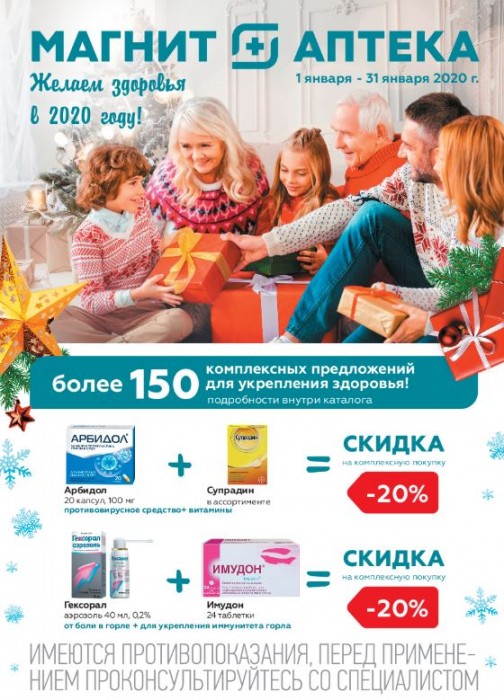 МАГНИТ АПТЕКА
Желаем здоровья
в 2020 году!
1 января - 31 января 2020 г.
более 150 комплексных предложений
для укрепления здоровья!
подробности внутри каталога
АРБИДОЛ
Супрадин
+
=
СКИДКА
на комплексную покупку
-20%
Арбидол
20 капсул, 100 мг
противовирусное средство+ витамины
Супрадин
в ассортименте
Гексорал
аэрозоль
ИМУДОН
+
=
СКИДКА
на комплексную покупку
-20%
Гексорал
аэрозоль 40 мл, 0,2%
от боли в горле + для укрепления иммунитета горла
Имудон
24 таблетки
ИМЕЮТСЯ ПРОТИВОПОКАЗАНИЯ, ПЕРЕД ПРИМЕНЕ-
НИЕМ ПРОКОНСУЛЬТИРУЙТЕСЬ СО СПЕЦИАЛИСТОМ